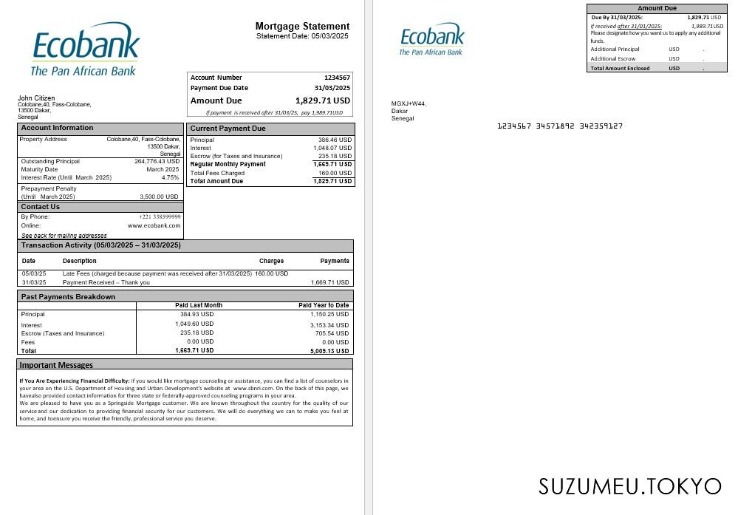 Ecobank
The Pan African Bank
Mortgage Statement
Statement Date: 05/03/2025
Account Number 1234567
Payment Due Date 31/03/2025
Amount Due 1,829.71 USD
If payment is received after 31/03/25, pay 1,989.71USD
John Citizen
Colobane,40, Fass-Colobane,
13500 Dakar,
Senegal
Account Information
Property Address Colobane,40, Fass-Colobane,
13500 Dakar,
Senegal
Outstanding Principal 264,776.43 USD
Maturity Date March 2025
Interest Rate (Until March 2025) 4.75%
Prepayment Penalty
(Until March 2025) 3,500.00 USD
Contact Us
By Phone: +221 338599999
Online: www.ecobank.com
See back for mailing addresses
Current Payment Due
Principal 386.46 USD
Interest 1,048.07 USD
Escrow (for Taxes and Insurance) 235.18 USD
Regular Monthly Payment 1,669.71 USD
Total Fees Charged 160.00 USD
Total Amount Due 1,829.71 USD
Transaction Activity (05/03/2025 – 31/03/2025)
Date Description Charges Payments
05/03/25 Late Fees (charged because payment was received after 31/03/2025) 160.00 USD
31/03/25 Payment Received – Thank you 1,669.71 USD
Past Payments Breakdown
Paid Last Month Paid Year to Date
Principal 384.93 USD 1,150.25 USD
Interest 1,049.60 USD 3,153.34 USD
Escrow (Taxes and Insurance) 235.18 USD 705.54 USD
Fees 0.00 USD 0.00 USD
Total 1,669.71 USD 5,009.13 USD
Important Messages
If You Are Experiencing Financial Difficulty: If you would like mortgage counseling or assistance, you can find a list of counselors in
your area on the U.S. Department of Housing and Urban Development's website at www.sbnri.com. On the back of this page, we
have also provided contact information for three state or federally-approved counseling programs in your area.
We are pleased to have you as a Springside Mortgage customer. We are known throughout the country for the quality of our
service and our dedication to providing financial security for our customers. We will do everything we can to make you feel at
home, and to ensure you receive the friendly, professional service you deserve.
Ecobank
The Pan African Bank
Amount Due
Due By 31/03/2025: 1,829.71 USD
If received after 31/01/2025: 1,989.71 USD
Please designate how you want us to apply any additional
funds.
Additional Principal USD .
Additional Escrow USD .
Total Amount Enclosed USD .
MGXJ+W44,
Dakar
Senegal
1234567 34571892 342359127
SUZUMEU.TOKYO